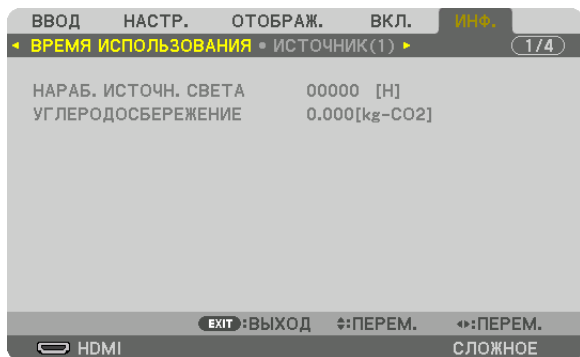 ВВОД НАСТР. ОТОБРАЖ. ВКЛ. ИНФ.
ВРЕМЯ ИСПОЛЬЗОВАНИЯ • ИСТОЧНИК(1) 1/4
НАРАБ. ИСТОЧН. СВЕТА 00000 [H]
УГЛЕРОДОСБЕРЕЖЕНИЕ 0.000[kg-CO2]
EXIT :ВЫХОД :ПЕРЕМ. :ПЕРЕМ.
HDMI СЛОЖНОЕ